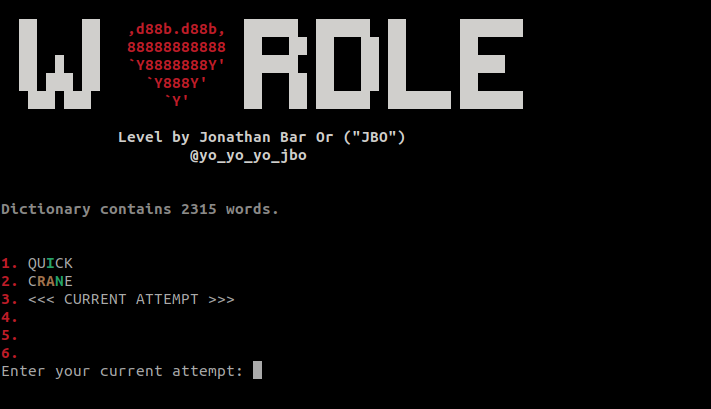 W RDLE
,d88b.d88b,
88888888888
`Y8888888Y'
`Y888Y'
`Y'
Level by Jonathan Bar Or ("JBO")
@yo_yo_yo_jbo
Dictionary contains 2315 words.
1. QUICK
2. CRANE
3. <<< CURRENT ATTEMPT >>>
4.
5.
6.
Enter your current attempt: